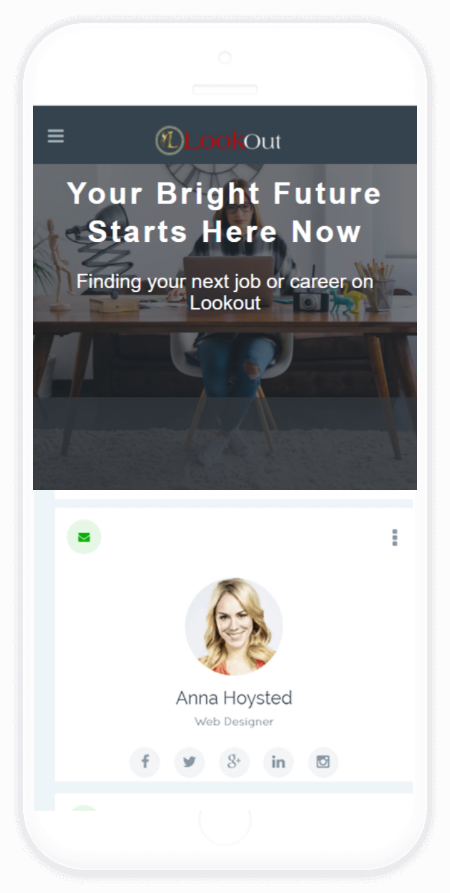 LookOut
Your Bright Future
Starts Here Now
Finding your next job or career on
Lookout
Anna Hoysted
Web Designer